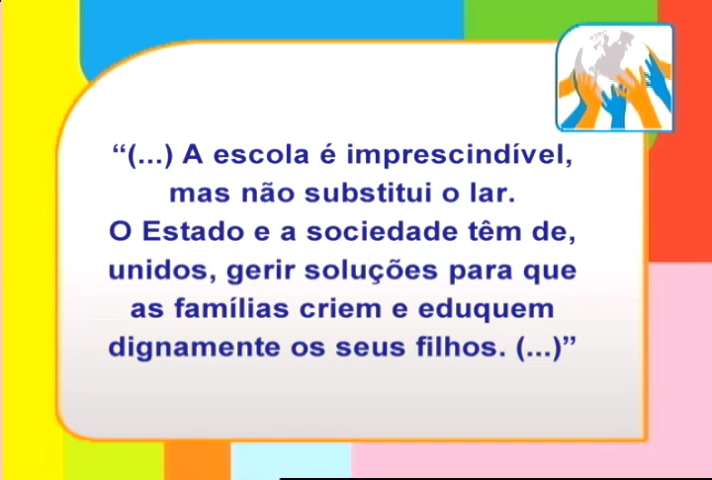 “(...) A escola é imprescindível,
mas não substitui o lar.
O Estado e a sociedade têm de,
unidos, gerir soluções para que
as famílias criem e eduquem
dignamente os seus filhos. (...)”